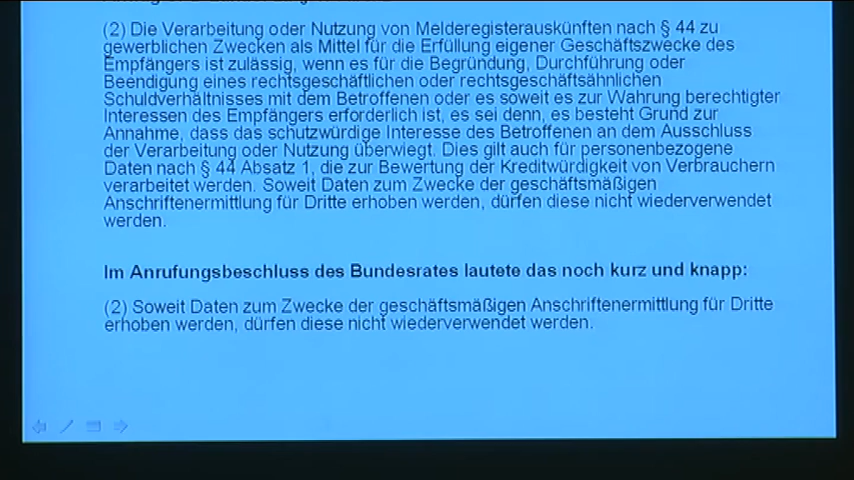 (2) Die Verarbeitung oder Nutzung von Melderegisterauskünften nach § 44 zu
gewerblichen Zwecken als Mittel für die Erfüllung eigener Geschäftszwecke des
Empfängers ist zulässig, wenn es für die Begründung, Durchführung oder
Beendigung eines rechtsgeschäftlichen oder rechtsgeschäftsähnlichen
Schuldverhältnisses mit dem Betroffenen oder es soweit es zur Wahrung berechtigter
Interessen des Empfängers erforderlich ist, es sei denn, es besteht Grund zur
Annahme, dass das schutzwürdige Interesse des Betroffenen an dem Ausschluss
der Verarbeitung oder Nutzung überwiegt. Dies gilt auch für personenbezogene
Daten nach § 44 Absatz 1, die zur Bewertung der Kreditwürdigkeit von Verbrauchern
verarbeitet werden. Soweit Daten zum Zwecke der geschäftsmäßigen
Anschriftenermittlung für Dritte erhoben werden, dürfen diese nicht wiederverwendet
werden.
Im Anrufungsbeschluss des Bundesrates lautete das noch kurz und knapp:
(2) Soweit Daten zum Zwecke der geschäftsmäßigen Anschriftenermittlung für Dritte
erhoben werden, dürfen diese nicht wiederverwendet werden.